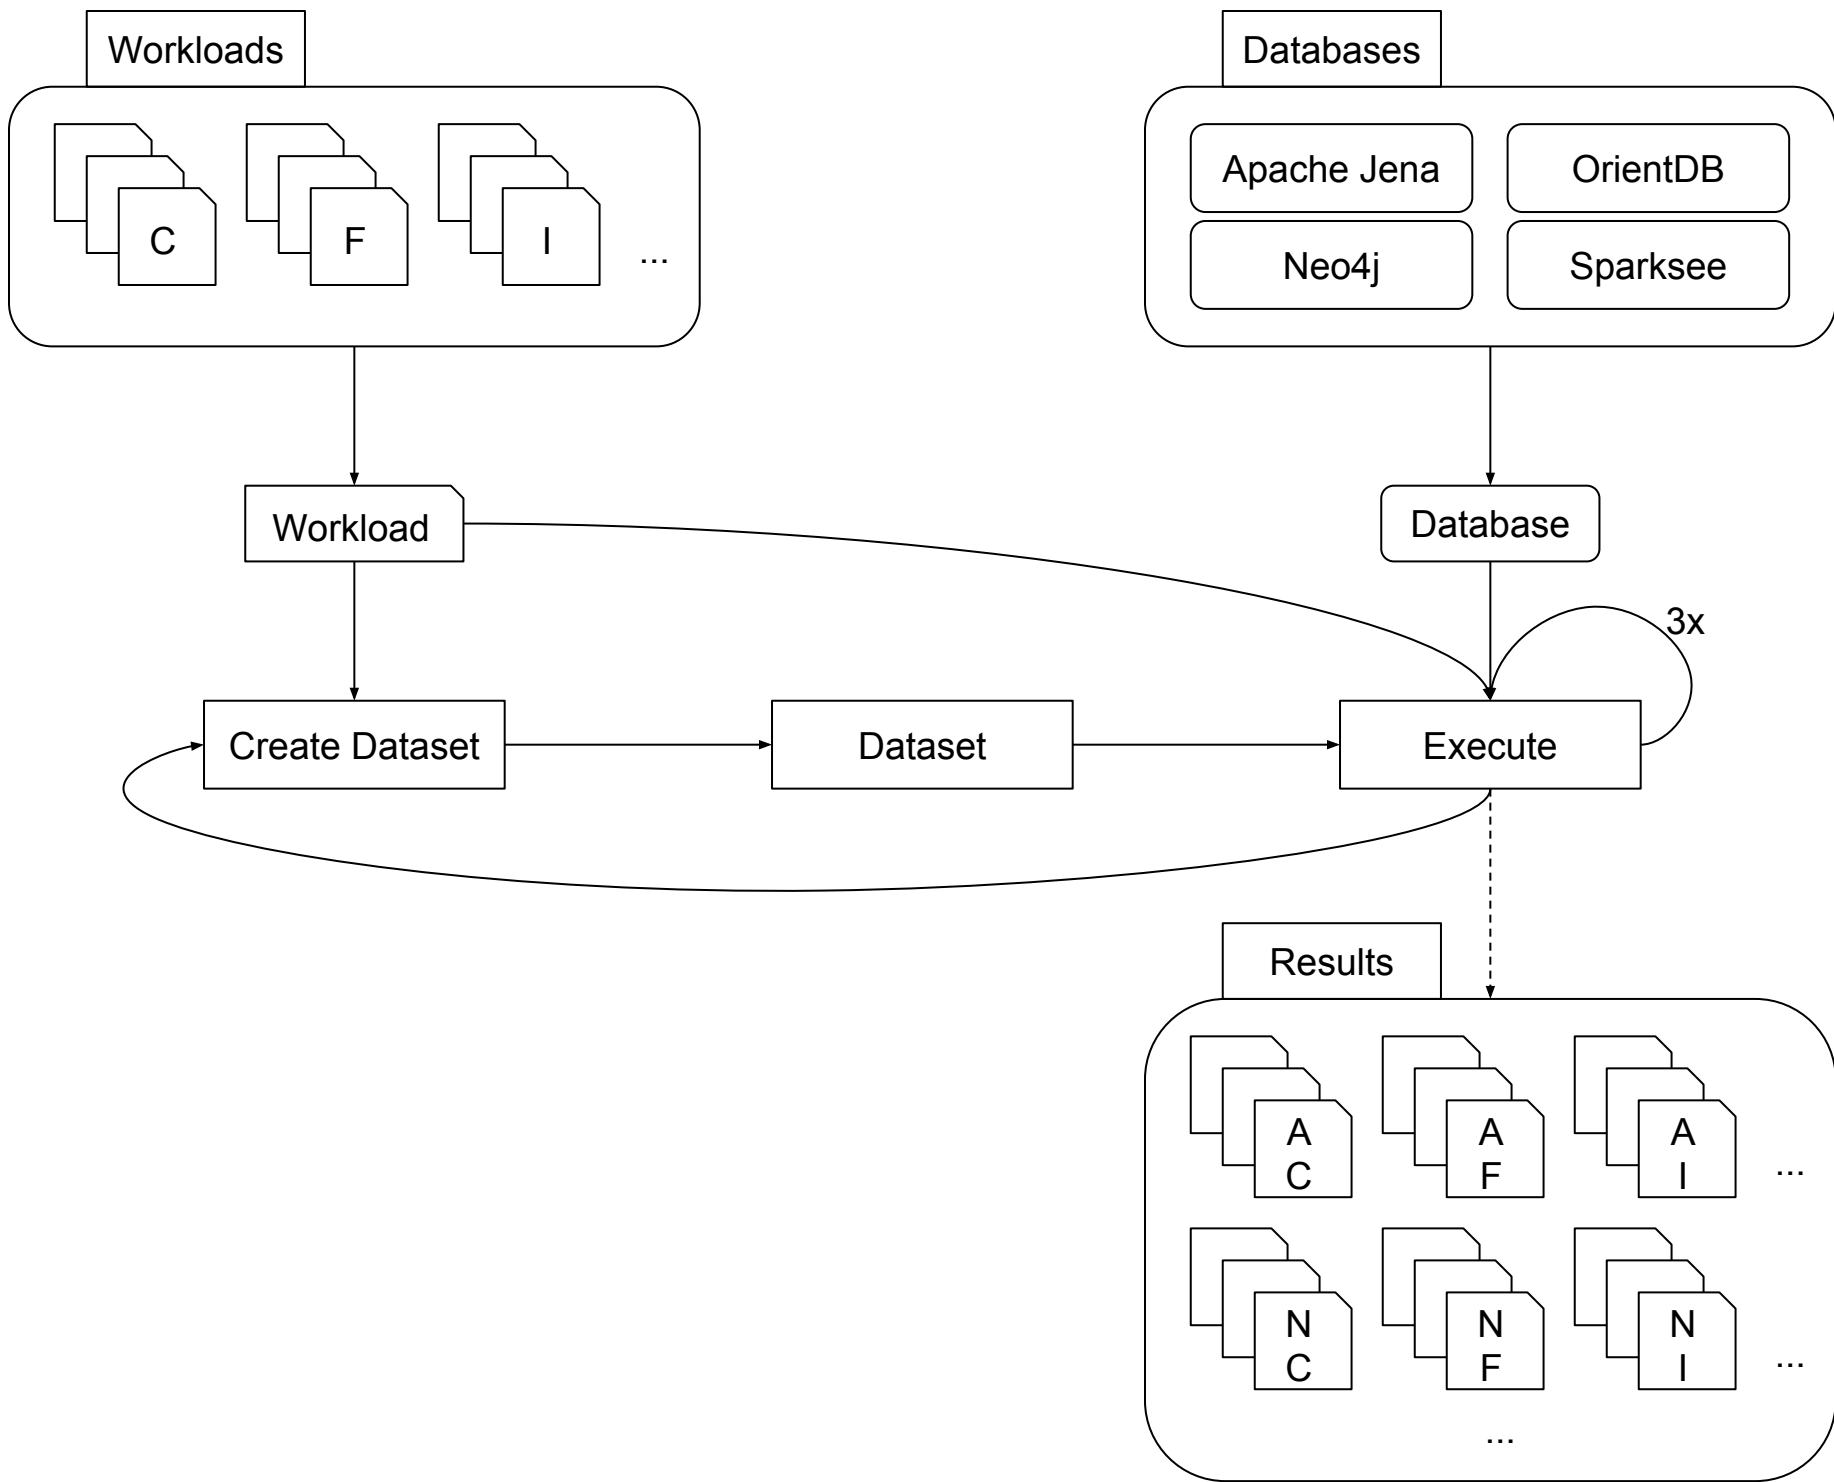 Workloads
Databases
C
F
I
...
Apache Jena
OrientDB
Neo4j
Sparksee
Workload
Database
3x
Create Dataset
Dataset
Execute
Results
A
C
A
F
A
I
...
N
C
N
F
N
I
...
...